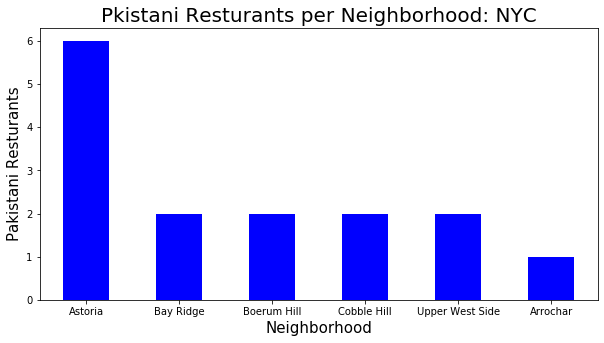 Pkistani Resturants per Neighborhood: NYC
Pakistani Resturants
6
5
4
3
2
1
0
Astoria Bay Ridge Boerum Hill Cobble Hill Upper West Side Arrochar
Neighborhood